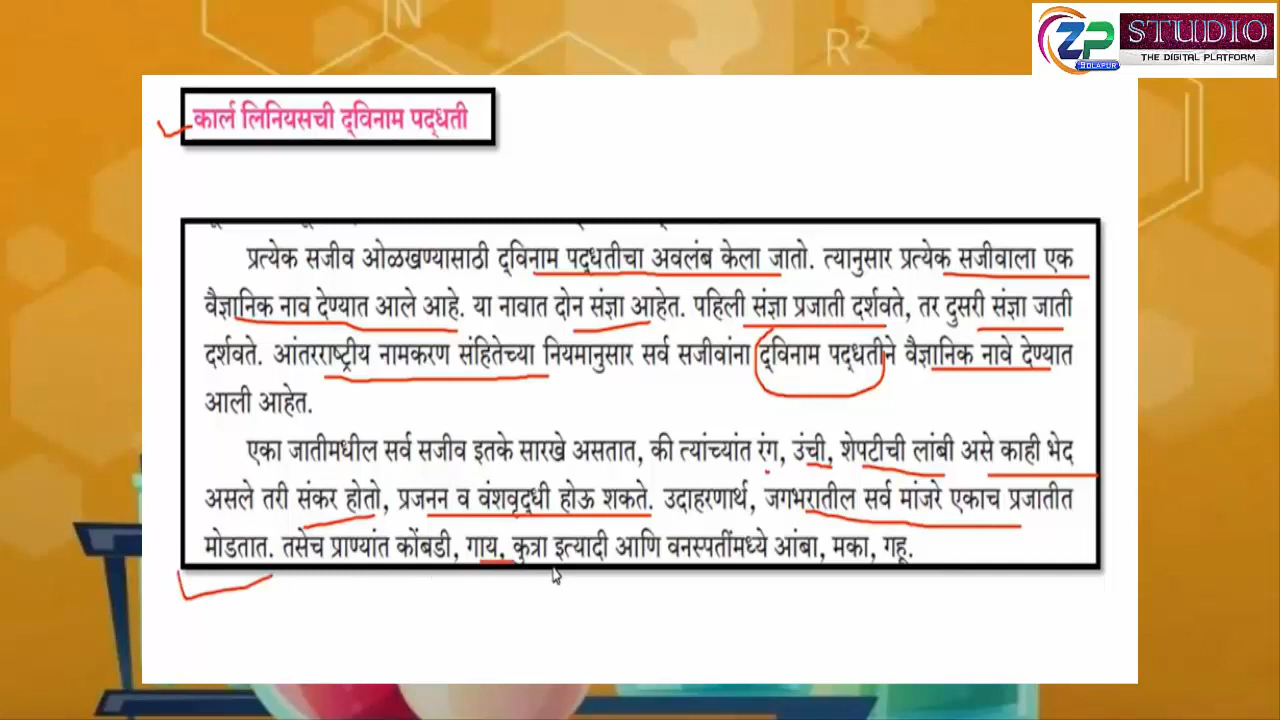 N
R²
ZP STUDIO
SOLAPUR
THE DIGITAL PLATFORM
कार्ल लिनियसची द्विनाम पद्धती
प्रत्येक सजीव ओळखण्यासाठी द्विनाम पद्धतीचा अवलंब केला जातो. त्यानुसार प्रत्येक सजीवाला एक
वैज्ञानिक नाव देण्यात आले आहे. या नावात दोन संज्ञा आहेत. पहिली संज्ञा प्रजाती दर्शवते, तर दुसरी संज्ञा जाती
दर्शवते. आंतरराष्ट्रीय नामकरण संहितेच्या नियमानुसार सर्व सजीवांना द्विनाम पद्धतीने वैज्ञानिक नावे देण्यात
आली आहेत.
एका जातीमधील सर्व सजीव इतके सारखे असतात, की त्यांच्यांत रंग, उंची, शेपटीची लांबी असे काही भेद
असले तरी संकर होतो, प्रजनन व वंशवृद्धी होऊ शकते. उदाहरणार्थ, जगभरातील सर्व मांजरे एकाच प्रजातीत
मोडतात. तसेच प्राण्यांत कोंबडी, गाय, कुत्रा इत्यादी आणि वनस्पतींमध्ये आंबा, मका, गहू.